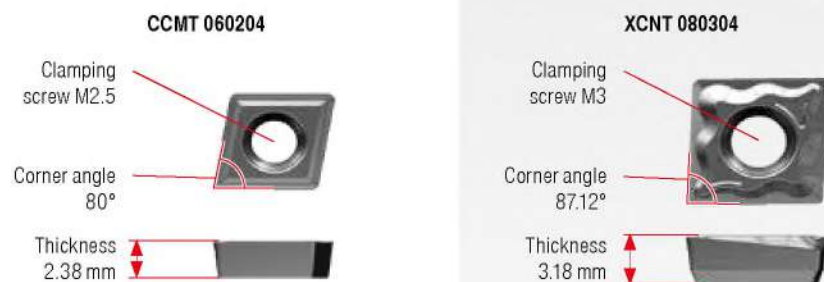 CCMT 060204
Clamping
screw M2.5
Corner angle
80°
Thickness
2.38 mm
XCNT 080304
Clamping
screw M3
Corner angle
87.12°
Thickness
3.18 mm